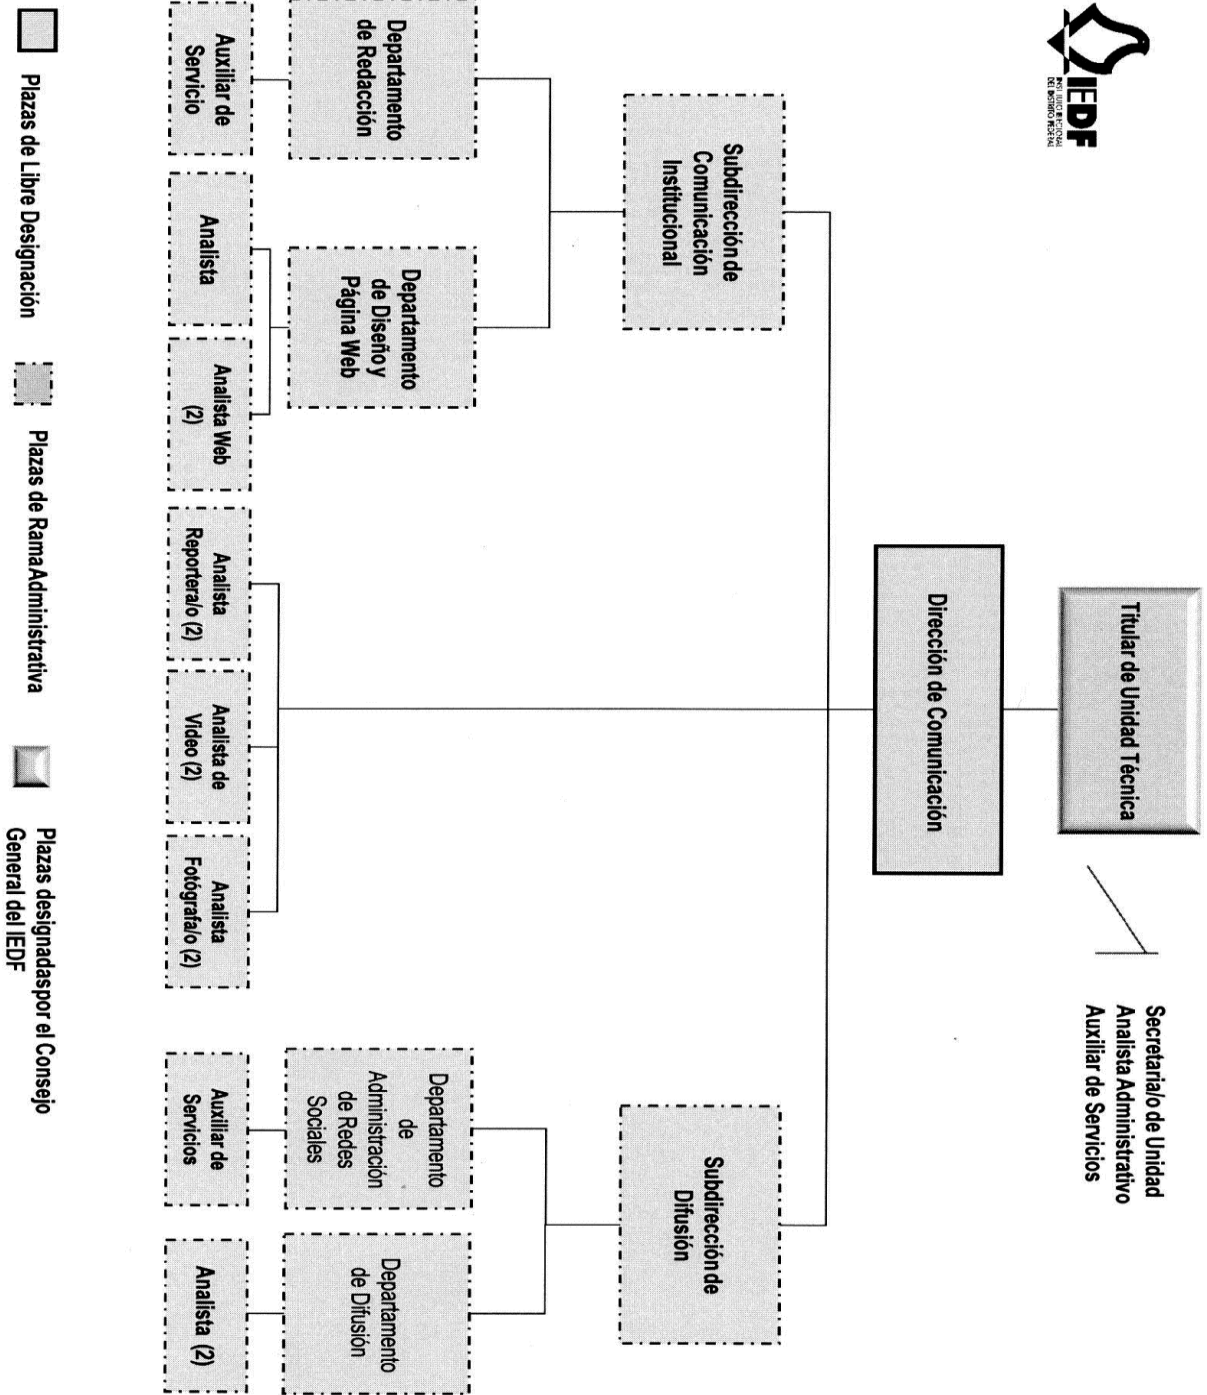 IEDF
INSTITUTO ELECTORAL
DEL DISTRITO FEDERAL
Titular de Unidad Técnica
Secretaria/o de Unidad
Analista Administrativo
Auxiliar de Servicios
Dirección de Comunicación
Subdirección de
Comunicación
Institucional
Subdirección de
Difusión
Departamento
de Redacción
Departamento
de Diseño y
Página Web
Departamento
de
Administración
de Redes
Sociales
Departamento
de Difusión
Auxiliar de
Servicio
Analista
Analista Web
(2)
Analista
Reportera/o (2)
Analista de
Video (2)
Analista
Fotógrafa/o (2)
Auxiliar de
Servicios
Analista (2)
Plazas de Libre Designación
Plazas de Rama Administrativa
Plazas designadas por el Consejo
General del IEDF